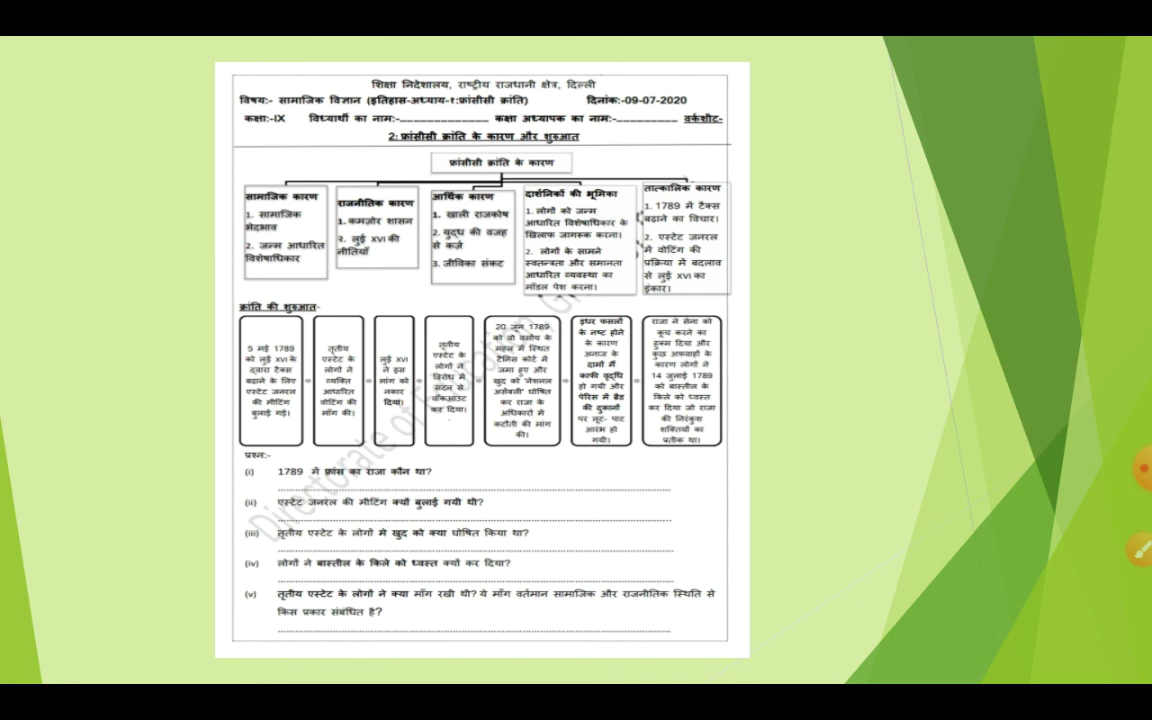 शिक्षा निदेशालय, राष्ट्रीय राजधानी क्षेत्र, दिल्ली
विषय:- सामाजिक विज्ञान (इतिहास-अध्याय-१:फ्रांसीसी क्रांति) दिनांक:-09-07-2020
कक्षा:-IX विद्यार्थी का नाम:-........................ कक्षा अध्यापक का नाम:-................ वर्कशीट-
2: फ्रांसीसी क्रांति के कारण और शुरुआत
फ्रांसीसी क्रांति के कारण
सामाजिक कारण
1. सामाजिक
भेदभाव
2. जन्म आधारित
विशेषाधिकार
राजनीतिक कारण
1. कमज़ोर शासन
२. लुई XVI की
नीतियाँ
आर्थिक कारण
1. खाली राजकोष
2. युद्ध की वजह
से कर्ज़
3. जीविका संकट
दार्शनिकों की भूमिका
1. लोगों को जन्म
आधारित विशेषाधिकार के
खिलाफ जागरूक करना।
2. लोगों के सामने
स्वतन्त्रता और समानता
आधारित व्यवस्था का
मॉडल पेश करना।
तात्कालिक कारण
1. 1789 में टैक्स
बढ़ाने का विचार।
2. एस्टेट जनरल
में वोटिंग की
प्रक्रिया में बदलाव
से लुई XVI का
इंकार।
क्रांति की शुरुआत-
5 मई 1789
को लुई XVI के
द्वारा टैक्स
बढ़ाने के लिए
एस्टेट जनरल
की मीटिंग
बुलाई गई।
तृतीय
एस्टेट के
लोगों ने
व्यक्ति
आधारित
वोटिंग की
माँग की।
लुई XVI
ने इस
मांग को
नकार
दिया।
तृतीय
एस्टेट के
लोगों ने
विरोध में
सदन से
वॉकआउट
कर दिया।
20 जून 1789
को वो वर्साय के
महल में स्थित
टैनिस कोर्ट में
जमा हुए और
खुद को 'नेशनल
असेंबली' घोषित
कर राजा के
अधिकारों में
कटौती की मांग
की।
इधर फसलों
के नष्ट होने
के कारण
अनाज के
दामों में
काफी वृद्धि
हो गयी और
पेरिस में ब्रैड
की दुकानों
पर लूट- पाट
आरंभ हो
गयी।
राजा ने सेना को
कूच करने का
हुक्म दिया और
कुछ अफवाहों के
कारण लोगों ने
14 जुलाई 1789
को बास्तील के
किले को ध्वस्त
कर दिया जो राजा
की निरंकुश
शक्तियों का
प्रतीक था।
प्रश्न:-
(i) 1789 में फ्रांस का राजा कौन था?
(ii) एस्टेट जनरल की मीटिंग क्यों बुलाई गयी थी?
(iii) तृतीय एस्टेट के लोगों मे खुद को क्या घोषित किया था?
(iv) लोगों ने बास्तील के किले को ध्वस्त क्यों कर दिया?
(v) तृतीय एस्टेट के लोगों ने क्या माँग रखी थी? ये माँग वर्तमान सामाजिक और राजनीतिक स्थिति से
किस प्रकार संबंधित है?
Directorate of Education,